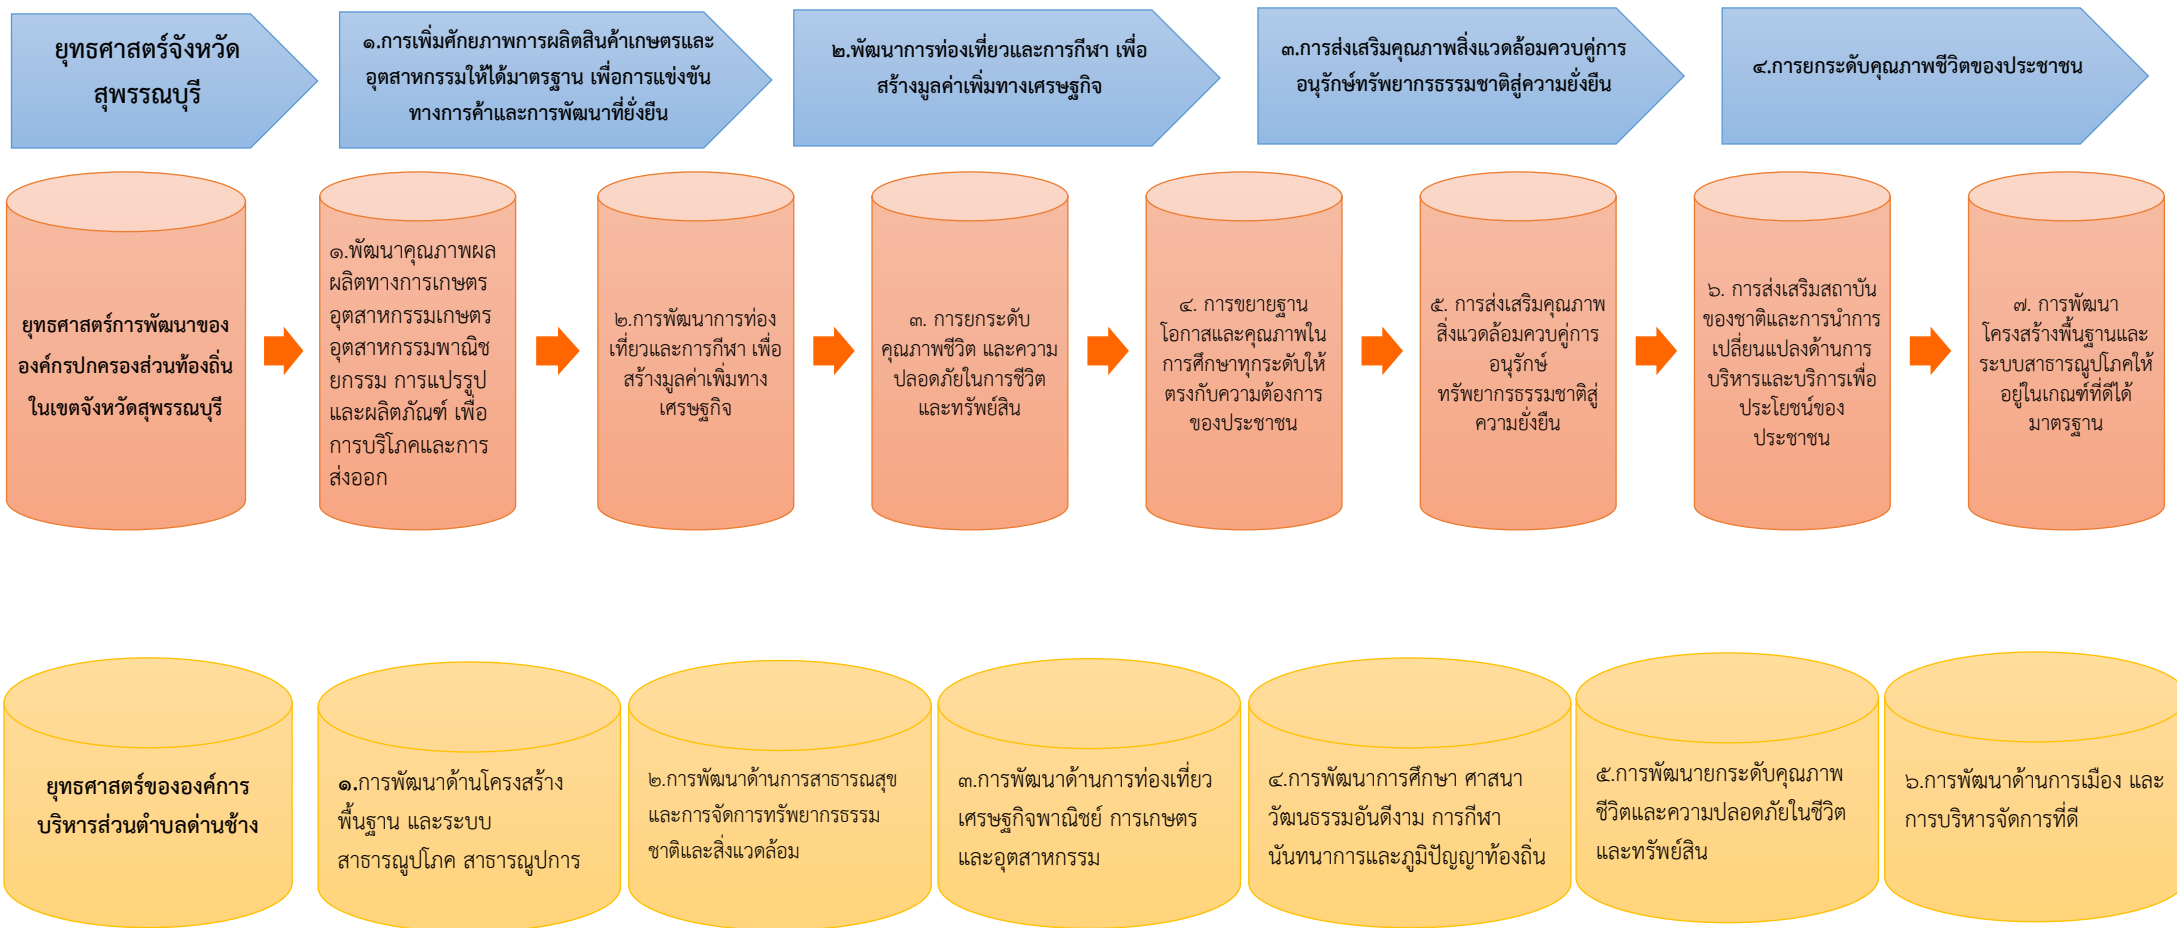 ยุทธศาสตร์จังหวัด
สุพรรณบุรี
๑.การเพิ่มศักยภาพการผลิตสินค้าเกษตรและ
อุตสาหกรรมให้ได้มาตรฐาน เพื่อการแข่งขัน
ทางการค้าและการพัฒนาที่ยั่งยืน
๒.พัฒนาการท่องเที่ยวและการกีฬา เพื่อ
สร้างมูลค่าเพิ่มทางเศรษฐกิจ
๓.การส่งเสริมคุณภาพสิ่งแวดล้อมควบคู่การ
อนุรักษ์ทรัพยากรธรรมชาติสู่ความยั่งยืน
๔.การยกระดับคุณภาพชีวิตของประชาชน
ยุทธศาสตร์การพัฒนาของ
องค์กรปกครองส่วนท้องถิ่น
ในเขตจังหวัดสุพรรณบุรี
๑.พัฒนาคุณภาพผล
ผลิตทางการเกษตร
อุตสาหกรรมเกษตร
อุตสาหกรรมพาณิช
ยกรรม การแปรรูป
และผลิตภัณฑ์ เพื่อ
การบริโภคและการ
ส่งออก
๒.การพัฒนาการท่อง
เที่ยวและการกีฬา เพื่อ
สร้างมูลค่าเพิ่มทาง
เศรษฐกิจ
๓. การยกระดับ
คุณภาพชีวิต และความ
ปลอดภัยในการชีวิต
และทรัพย์สิน
๔. การขยายฐาน
โอกาสและคุณภาพใน
การศึกษาทุกระดับให้
ตรงกับความต้องการ
ของประชาชน
๕. การส่งเสริมคุณภาพ
สิ่งแวดล้อมควบคู่การ
อนุรักษ์
ทรัพยากรธรรมชาติสู่
ความยั่งยืน
๖. การส่งเสริมสถาบัน
ของชาติและการนำการ
เปลี่ยนแปลงด้านการ
บริหารและบริการเพื่อ
ประโยชน์ของ
ประชาชน
๗. การพัฒนา
โครงสร้างพื้นฐานและ
ระบบสาธารณูปโภคให้
อยู่ในเกณฑ์ที่ดีได้
มาตรฐาน
ยุทธศาสตร์ขององค์การ
บริหารส่วนตำบลด่านช้าง
๑.การพัฒนาด้านโครงสร้าง
พื้นฐาน และระบบ
สาธารณูปโภค สาธารณูปการ
๒.การพัฒนาด้านการสาธารณสุข
และการจัดการทรัพยากรธรรม
ชาติและสิ่งแวดล้อม
๓.การพัฒนาด้านการท่องเที่ยว
เศรษฐกิจพาณิชย์ การเกษตร
และอุตสาหกรรม
๔.การพัฒนาการศึกษา ศาสนา
วัฒนธรรมอันดีงาม การกีฬา
นันทนาการและภูมิปัญญาท้องถิ่น
๕.การพัฒนายกระดับคุณภาพ
ชีวิตและความปลอดภัยในชีวิต
และทรัพย์สิน
๖.การพัฒนาด้านการเมือง และ
การบริหารจัดการที่ดี